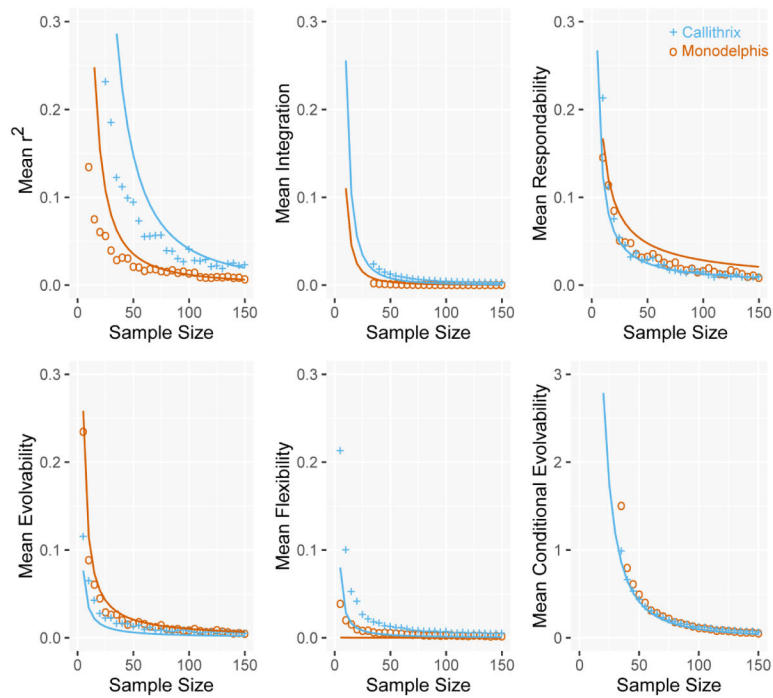 0.3
0.2
0.1
0.0
Mean r2
0 50 100 150
Sample Size
0.3
0.2
0.1
0.0
Mean Integration
0 50 100 150
Sample Size
0.3
0.2
0.1
0.0
Mean Respondability
+ Callithrix
o Monodelphis
0 50 100 150
Sample Size
0.3
0.2
0.1
0.0
Mean Evolvability
0 50 100 150
Sample Size
0.3
0.2
0.1
0.0
Mean Flexibility
0 50 100 150
Sample Size
3
2
1
0
Mean Conditional Evolvability
0 50 100 150
Sample Size